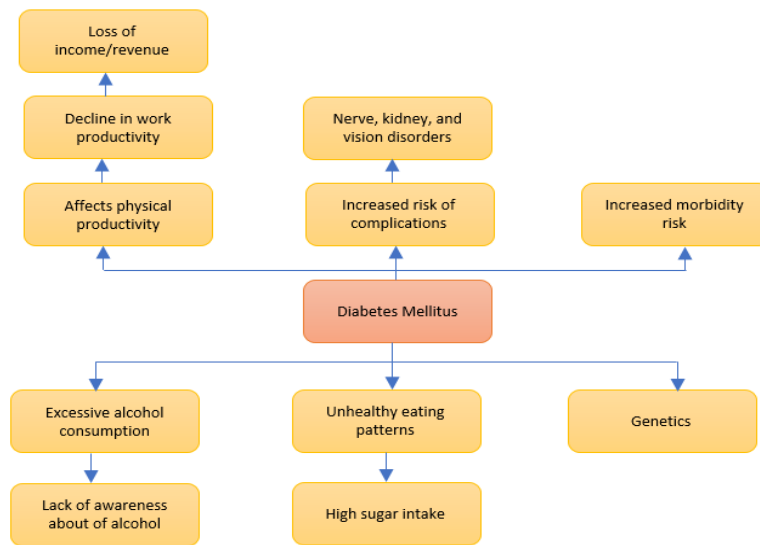 Loss of
income/revenue
Decline in work
productivity
Nerve, kidney, and
vision disorders
Affects physical
productivity
Increased risk of
complications
Increased morbidity
risk
Diabetes Mellitus
Excessive alcohol
consumption
Unhealthy eating
patterns
Genetics
Lack of awareness
about of alcohol
High sugar intake